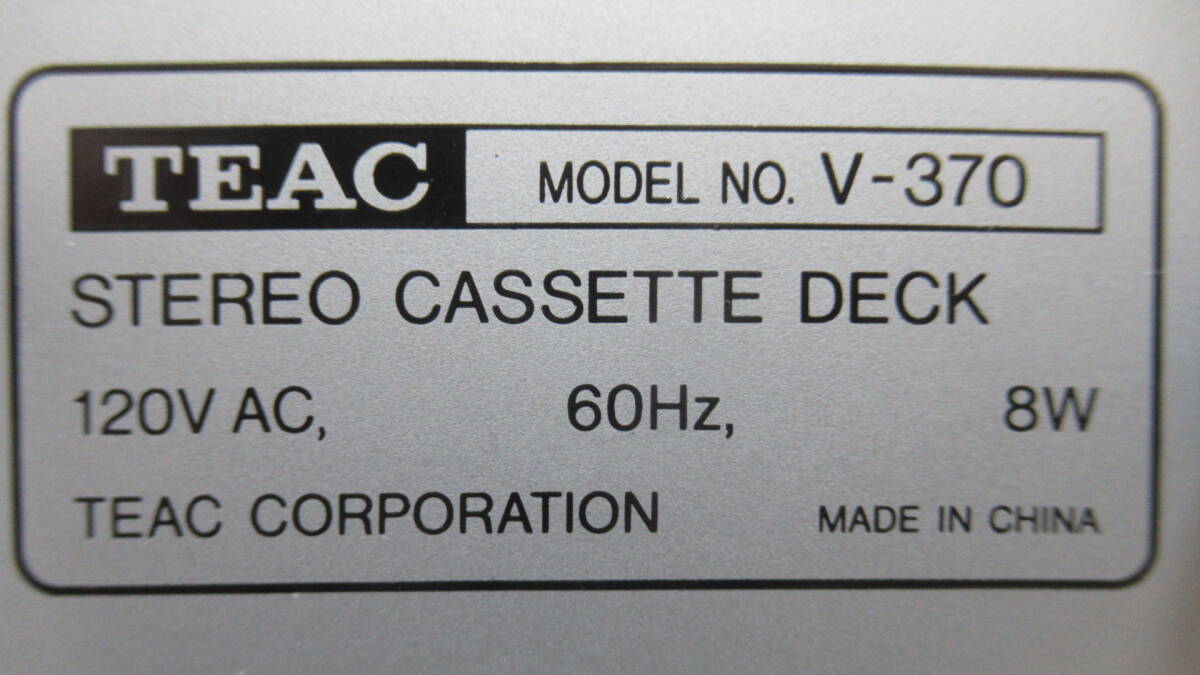 TEAC MODEL NO. V-370
STEREO CASSETTE DECK
120V AC, 60Hz, 8W
TEAC CORPORATION MADE IN CHINA